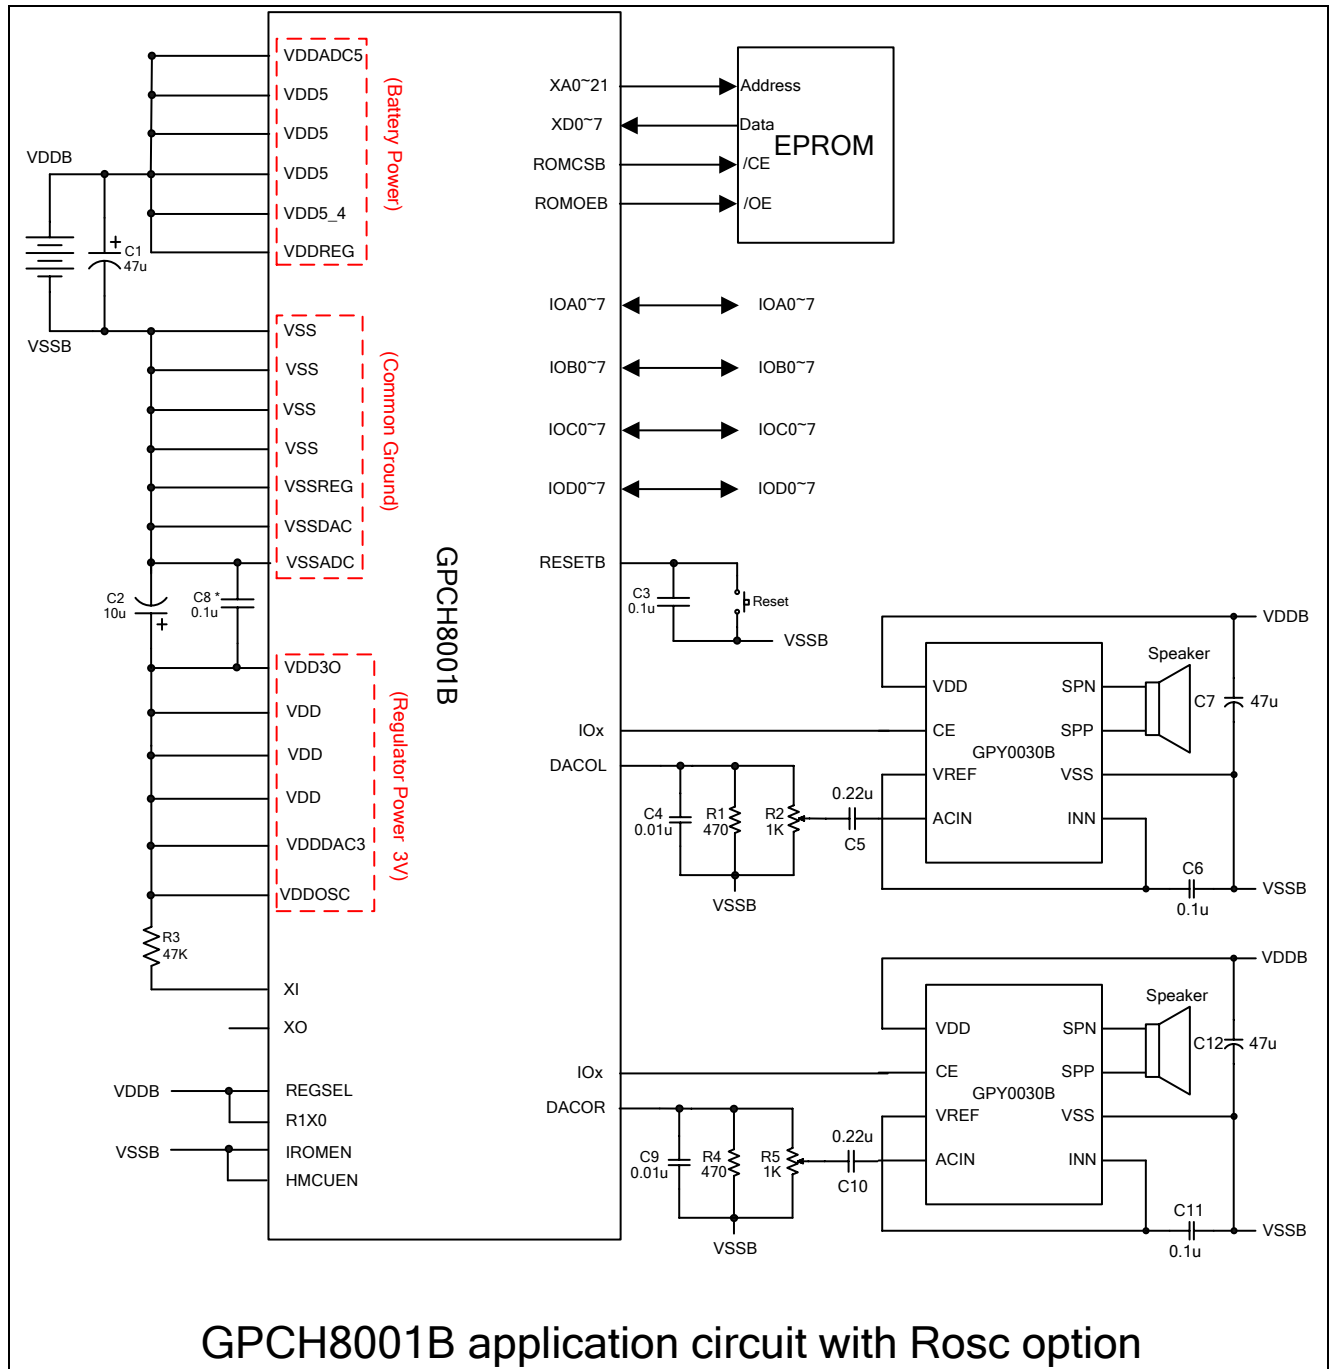 VDDADC5
VDD5
VDD5
VDD5
VDD5_4
VDDREG
(Battery Power)
VDDB
+
C1
47u
VSSB
VSS
VSS
VSS
VSS
VSSREG
VSSDAC
VSSADC
(Common Ground)
C2
10u
+
C8 *
0.1u
VDD3O
VDD
VDD
VDD
VDDDAC3
VDDOSC
(Regulator Power 3V)
R3
47K
XI
XO
VDDB
REGSEL
R1X0
VSSB
IROMEN
HMCUEN
GPCH8001B
XA0~21
XD0~7
ROMCSB
ROMOEB
Address
Data
EPROM
/CE
/OE
IOA0~7
IOA0~7
IOB0~7
IOB0~7
IOC0~7
IOC0~7
IOD0~7
IOD0~7
RESETB
C3
0.1u
Reset
VSSB
IOx
DACOL
C4
0.01u
R1
470
R2
1K
VSSB
0.22u
C5
VDD
CE
VREF
ACIN
GPY0030B
SPN
SPP
VSS
INN
Speaker
VDDB
C7
47u
C6
0.1u
VSSB
IOx
DACOR
C9
0.01u
R4
470
R5
1K
VSSB
0.22u
C10
VDD
CE
VREF
ACIN
GPY0030B
SPN
SPP
VSS
INN
Speaker
VDDB
C12
47u
C11
0.1u
VSSB
GPCH8001B application circuit with Rosc option